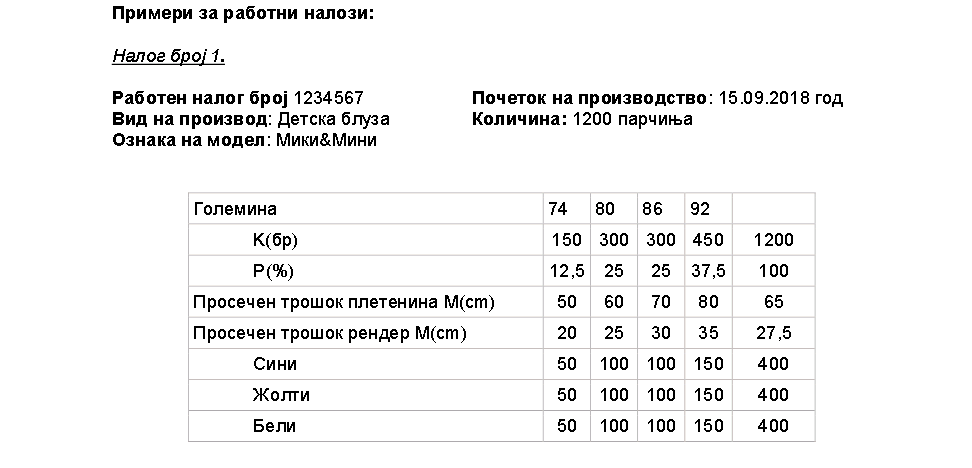 Примери за работни налози:
Налог број 1.
Работен налог број 1234567 Почеток на производство: 15.09.2018 год
Вид на производ: Детска блуза Количина: 1200 парчиња
Ознака на модел: Мики&Мини
Големина 74 80 86 92
К(бр) 150 300 300 450 1200
Р(%) 12,5 25 25 37,5 100
Просечен трошок плетенина М(cm) 50 60 70 80 65
Просечен трошок рендер М(cm) 20 25 30 35 27,5
Сини 50 100 100 150 400
Жолти 50 100 100 150 400
Бели 50 100 100 150 400